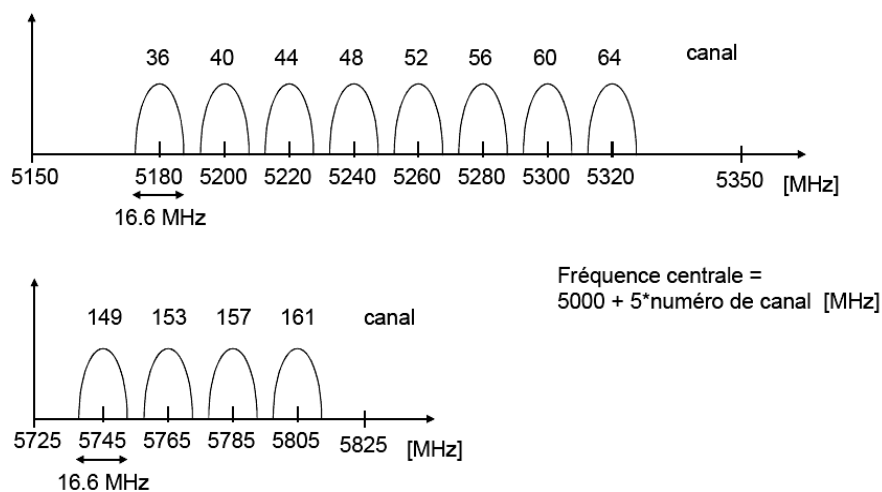 36 40 44 48 52 56 60 64 canal
5150 5180 5200 5220 5240 5260 5280 5300 5320 5350 [MHz]
16.6 MHz
Fréquence centrale =
5000 + 5*numéro de canal [MHz]
149 153 157 161 canal
5725 5745 5765 5785 5805 5825 [MHz]
16.6 MHz